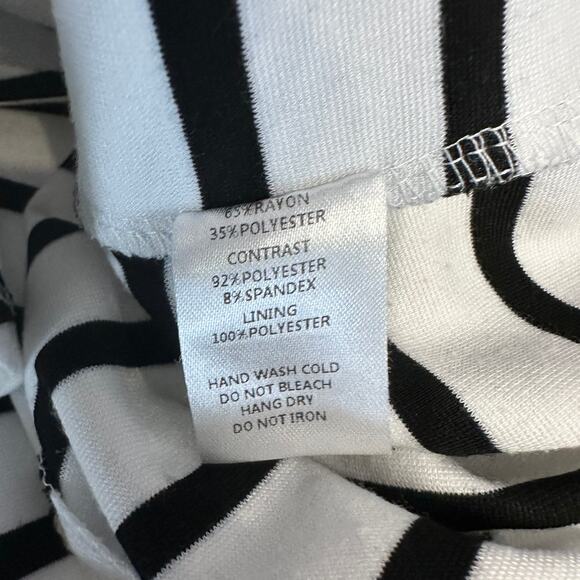 65%RAYON
35%POLYESTER
CONTRAST
92%POLYESTER
8%SPANDEX
LINING
100%POLYESTER
HAND WASH COLD
DO NOT BLEACH
HANG DRY
DO NOT IRON